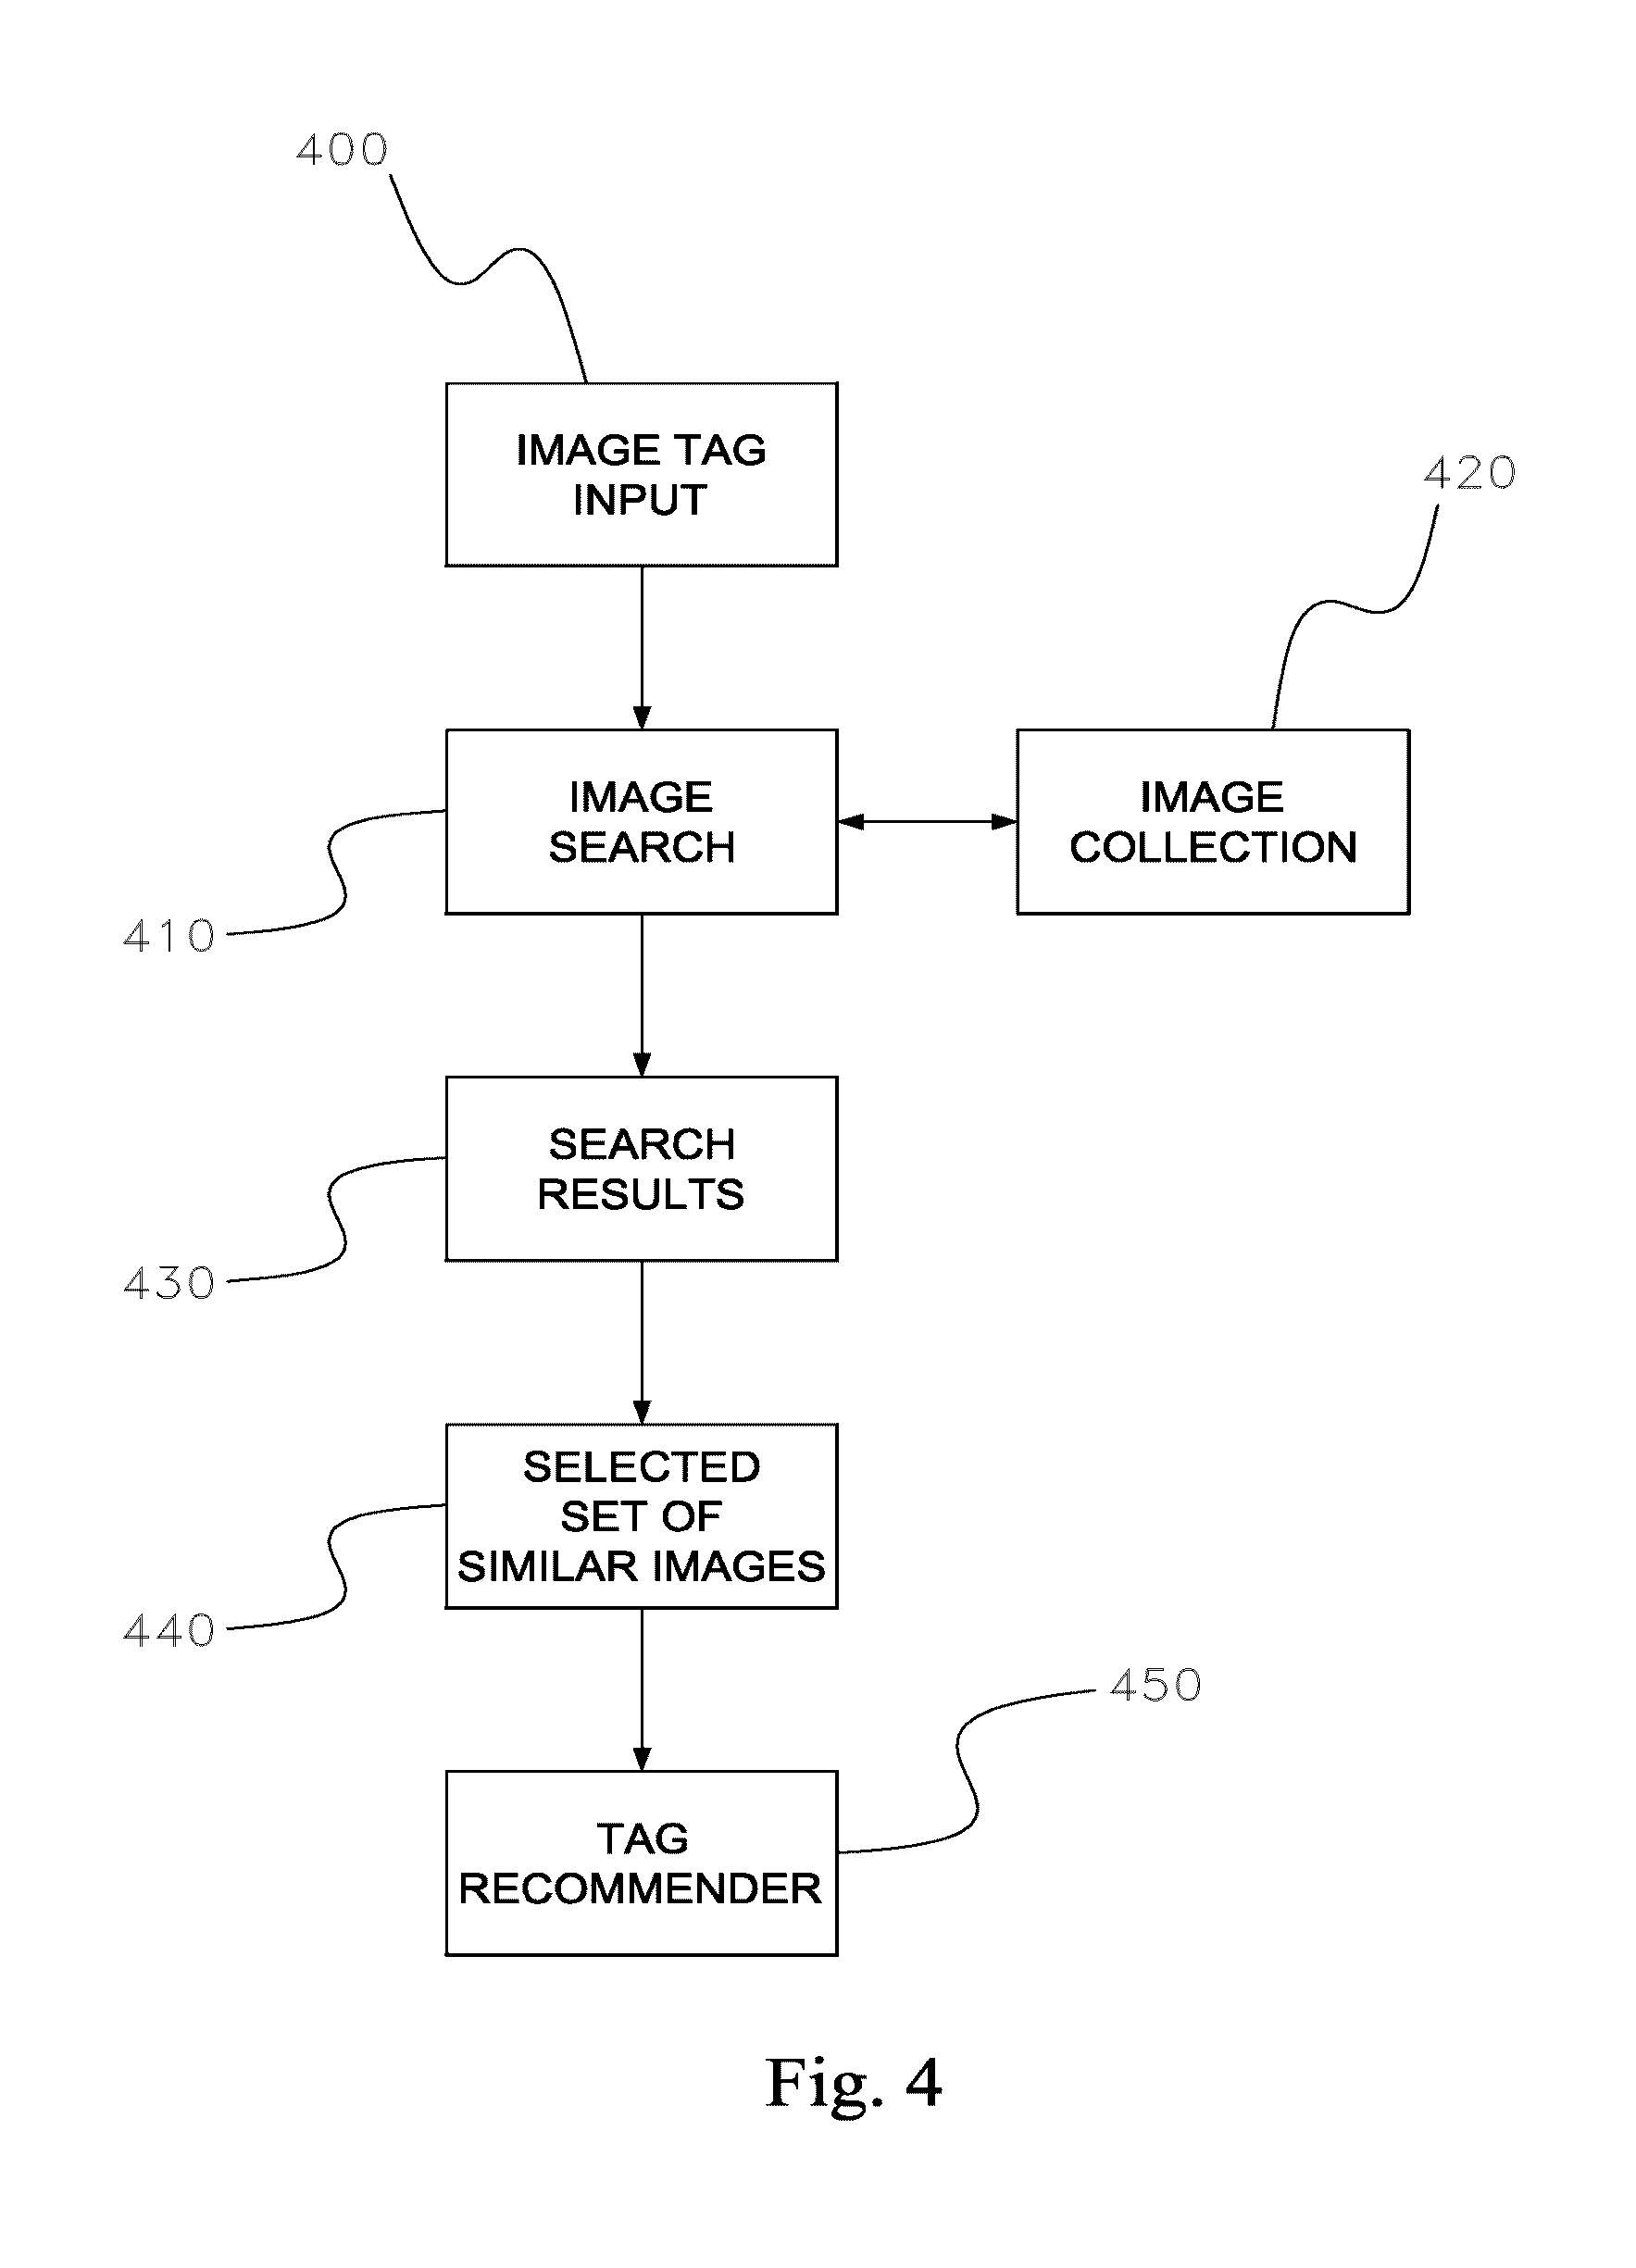 400
IMAGE TAG
INPUT
420
IMAGE
SEARCH
IMAGE
COLLECTION
410
SEARCH
RESULTS
430
SELECTED
SET OF
SIMILAR IMAGES
440
450
TAG
RECOMMENDER
Fig. 4